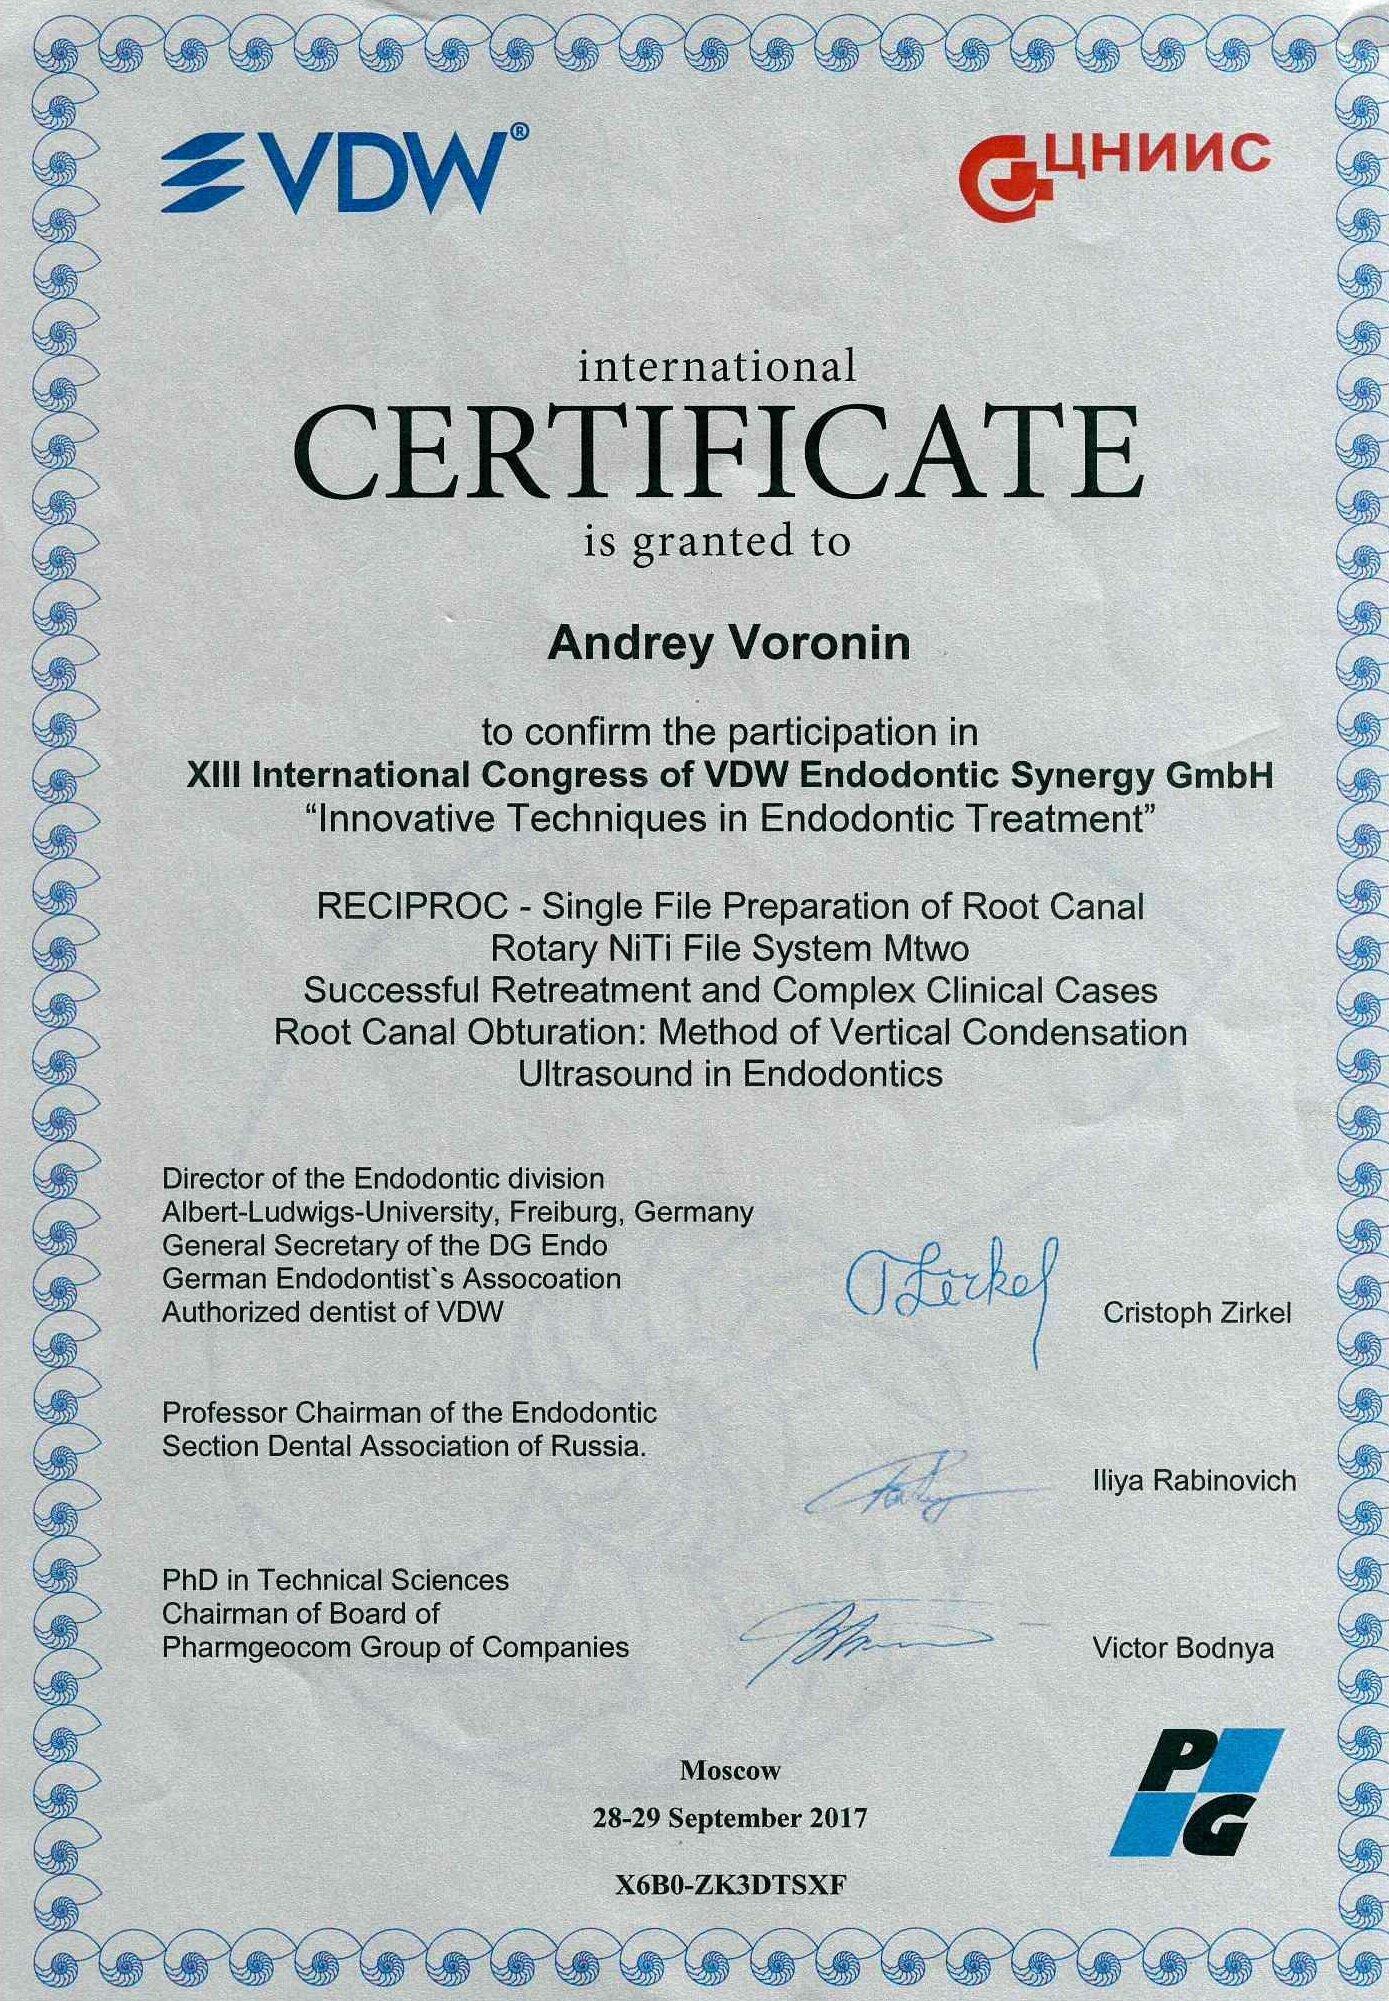 VDW®
ЦНИИС
international
CERTIFICATE
is granted to
Andrey Voronin
to confirm the participation in
XIII International Congress of VDW Endodontic Synergy GmbH
“Innovative Techniques in Endodontic Treatment”
RECIPROC - Single File Preparation of Root Canal
Rotary NiTi File System Mtwo
Successful Retreatment and Complex Clinical Cases
Root Canal Obturation: Method of Vertical Condensation
Ultrasound in Endodontics
Director of the Endodontic division
Albert-Ludwigs-University, Freiburg, Germany
General Secretary of the DG Endo
German Endodontist`s Assocoation
Authorized dentist of VDW
Cristoph Zirkel
Professor Chairman of the Endodontic
Section Dental Association of Russia.
Iliya Rabinovich
PhD in Technical Sciences
Chairman of Board of
Pharmgeocom Group of Companies
Victor Bodnya
Moscow
28-29 September 2017
X6B0-ZK3DTSXF
P
G